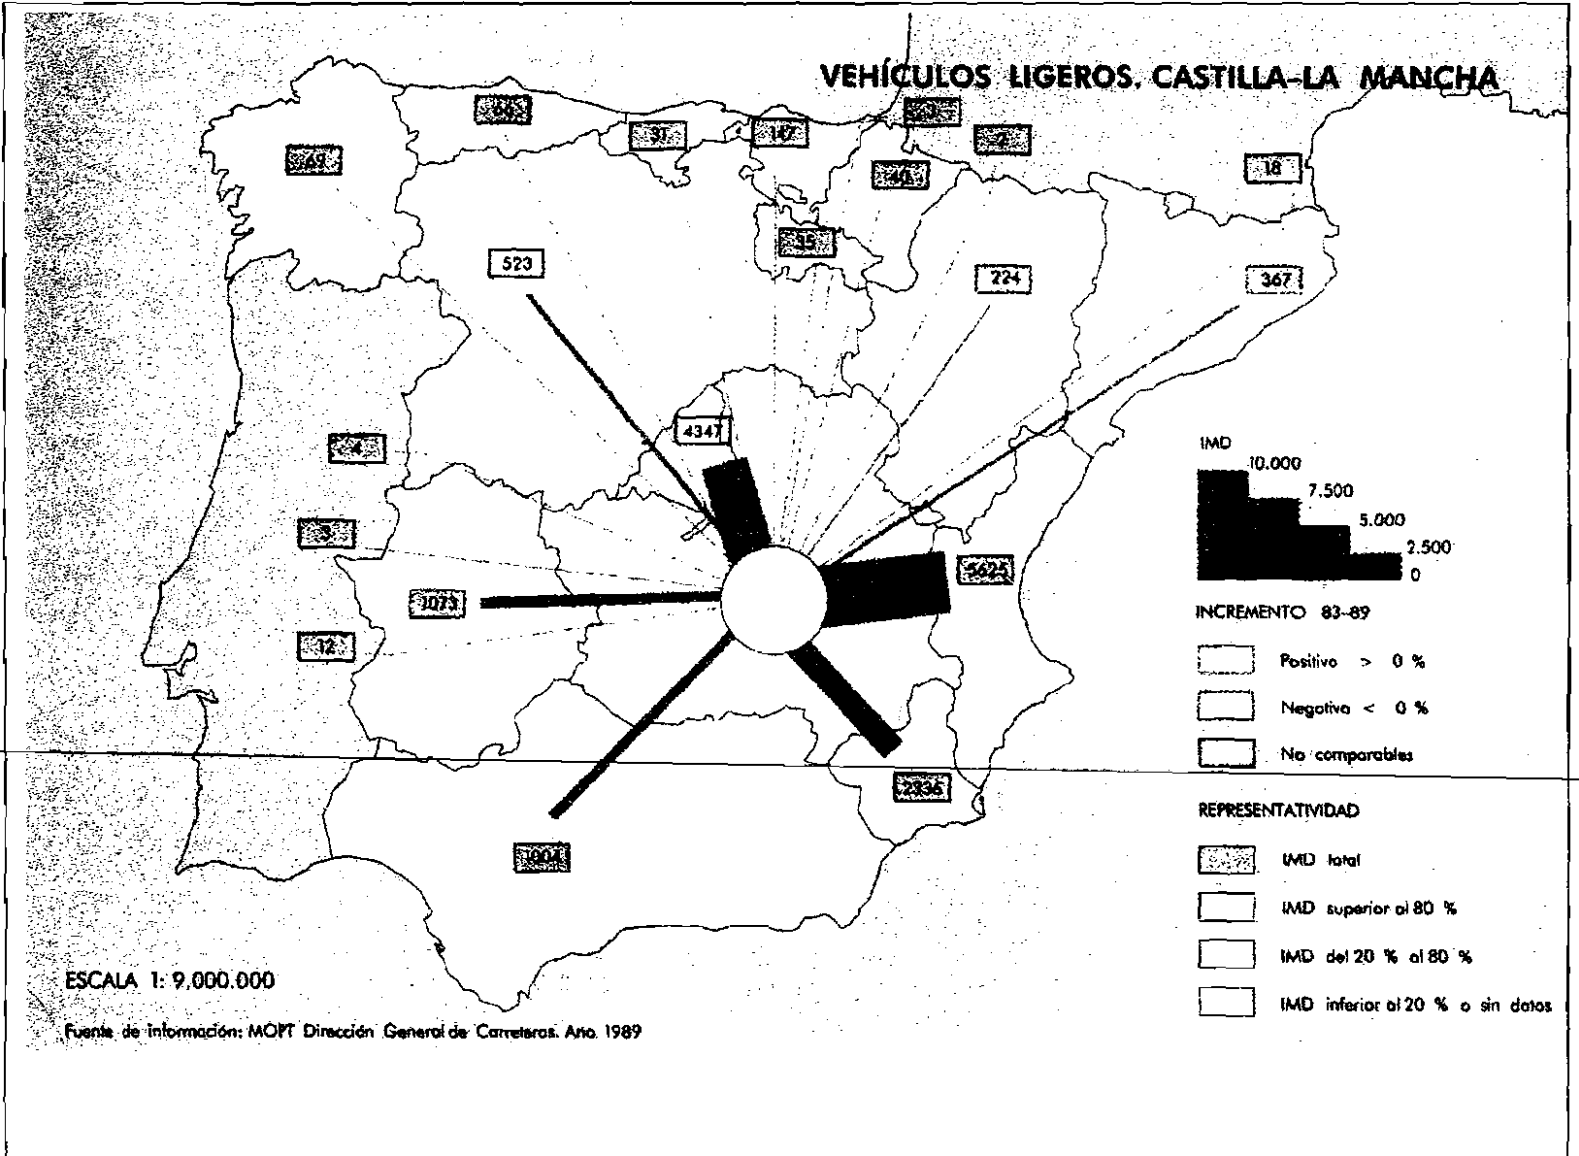 VEHÍCULOS LIGEROS. CASTILLA-LA MANCHA
31
147
2
69
40
18
35
523
224
367
4347
4
IMD
10.000
7.500
5.000
2.500
0
3
5625
1073
12
INCREMENTO 83-89
Positivo > 0 %
Negativo < 0 %
No comparables
2336
REPRESENTATIVIDAD
IMD total
IMD superior al 80 %
IMD del 20 % al 80 %
IMD inferior al 20 % o sin datos
ESCALA 1: 9,000.000
Fuente de información: MOPT Dirección General de Carreteras. Ano 1989